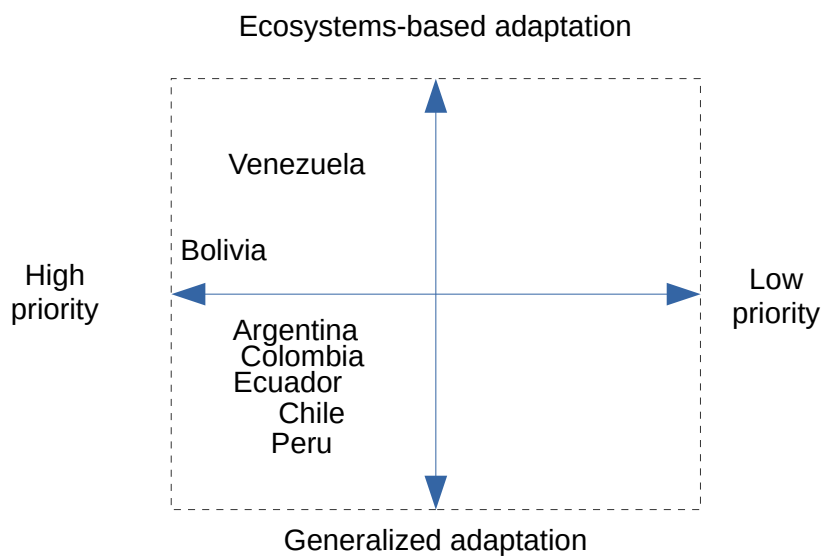 Ecosystems-based adaptation
Venezuela
Bolivia
High
priority
Low
priority
Argentina
Colombia
Ecuador
Chile
Peru
Generalized adaptation